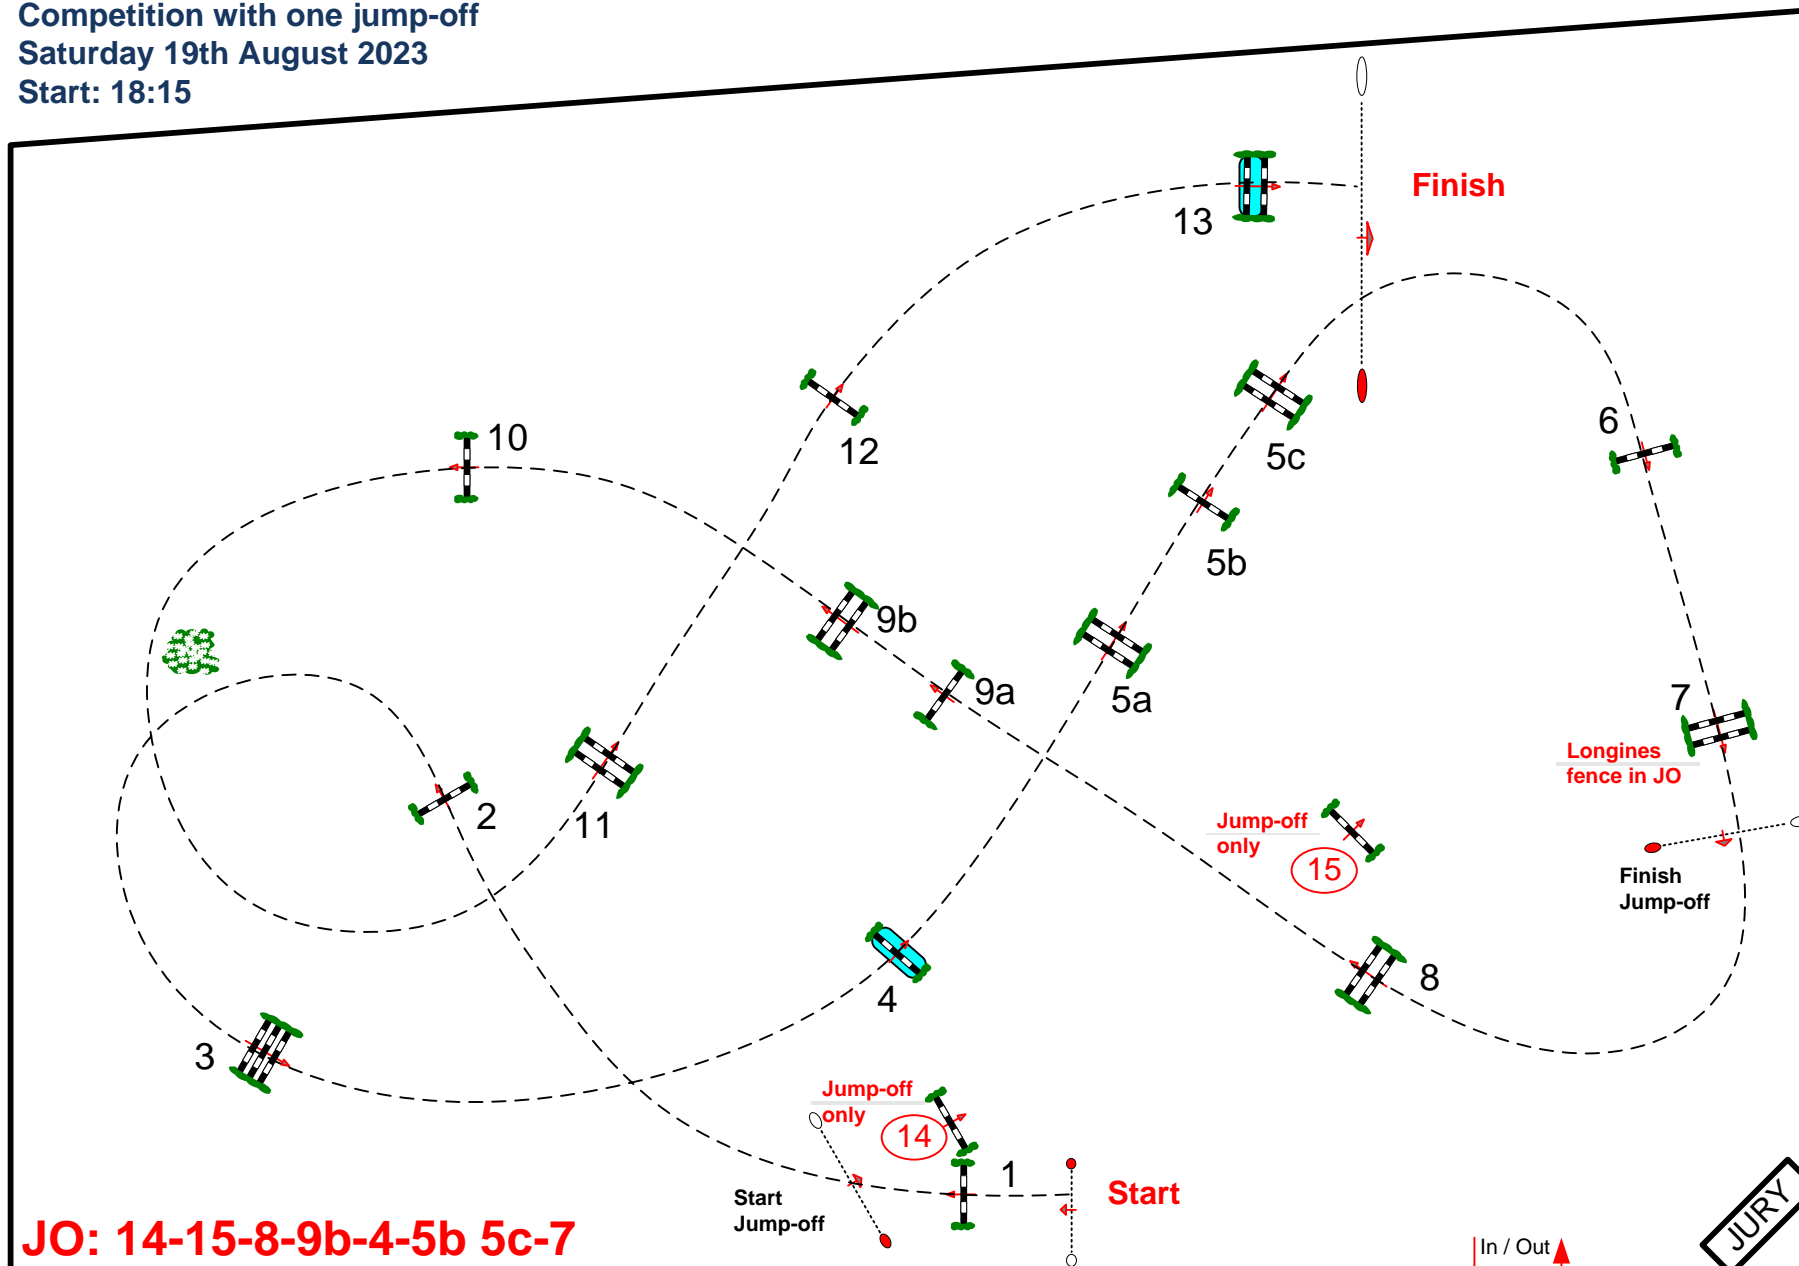 Competition with one jump-off
Saturday 19th August 2023
Start: 18:15
Finish
13
10
12
6
5c
5b
9b
9a
5a
7
Longines
fence in JO
2
11
Jump-off
only
15
Finish
Jump-off
4
8
3
Jump-off
only
14
1
Start
Start
Jump-off
JURY
JO: 14-15-8-9b-4-5b 5c-7
In / Out